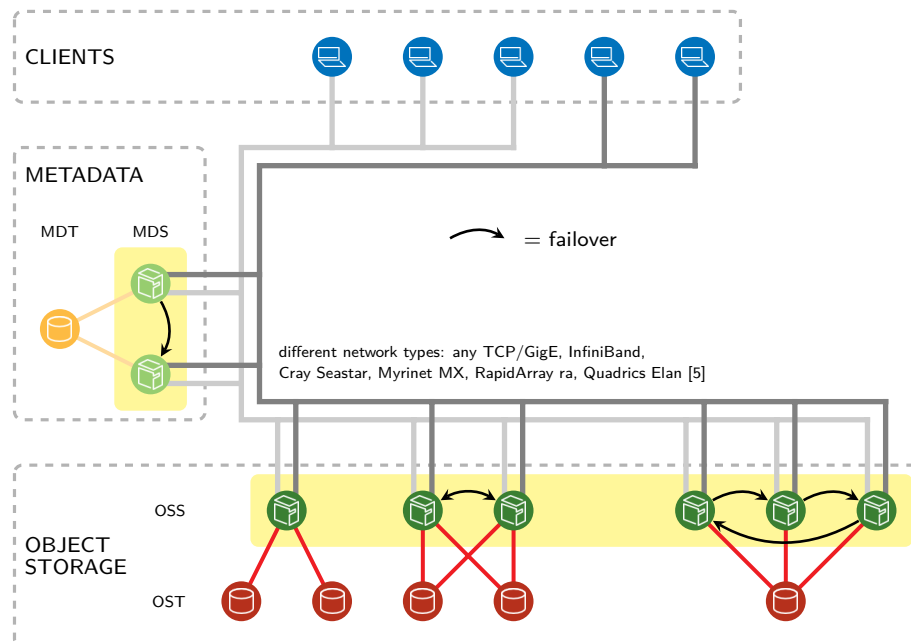 CLIENTS
METADATA
MDT
MDS
= failover
different network types: any TCP/GigE, InfiniBand,
Cray Seastar, Myrinet MX, RapidArray ra, Quadrics Elan [5]
OSS
OBJECT
STORAGE
OST